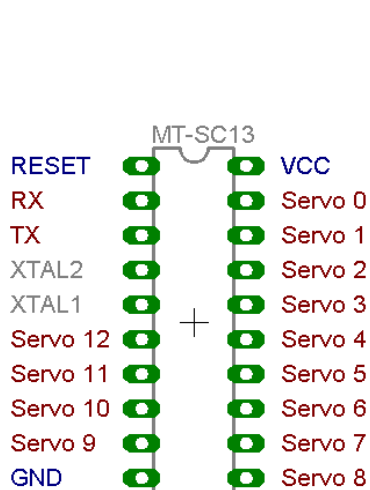 MT-SC13
RESET VCC
RX Servo 0
TX Servo 1
XTAL2 Servo 2
XTAL1 Servo 3
Servo 12 Servo 4
Servo 11 Servo 5
Servo 10 Servo 6
Servo 9 Servo 7
GND Servo 8